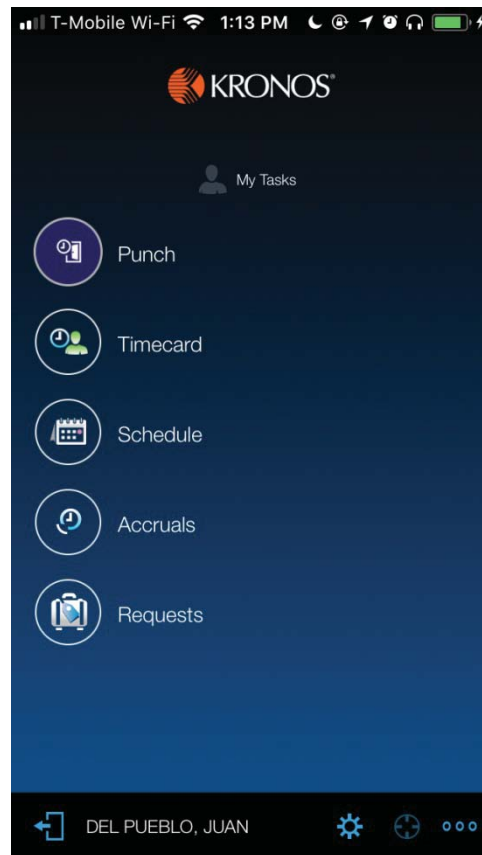 T-Mobile Wi-Fi 1:13 PM
KRONOS®
My Tasks
Punch
Timecard
Schedule
Accruals
Requests
DEL PUEBLO, JUAN